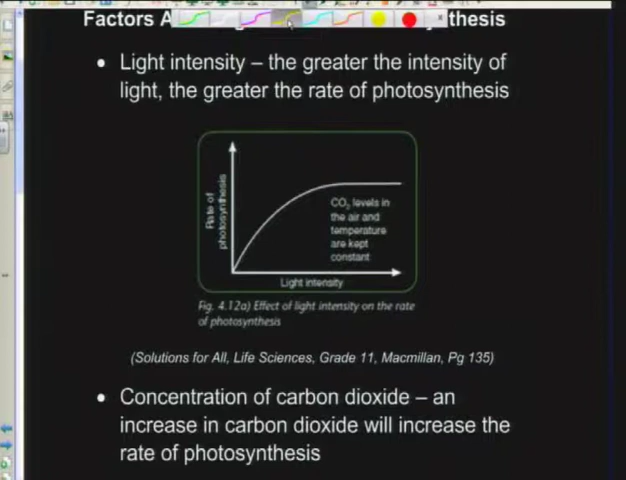 Factors A
thesis
• Light intensity – the greater the intensity of
light, the greater the rate of photosynthesis
Rate of
photosynthesis
CO₂ levels in
the air and
temperature
are kept
constant
Light intensity
Fig. 4.12a) Effect of light intensity on the rate
of photosynthesis
(Solutions for All, Life Sciences, Grade 11, Macmillan, Pg 135)
• Concentration of carbon dioxide – an
increase in carbon dioxide will increase the
rate of photosynthesis